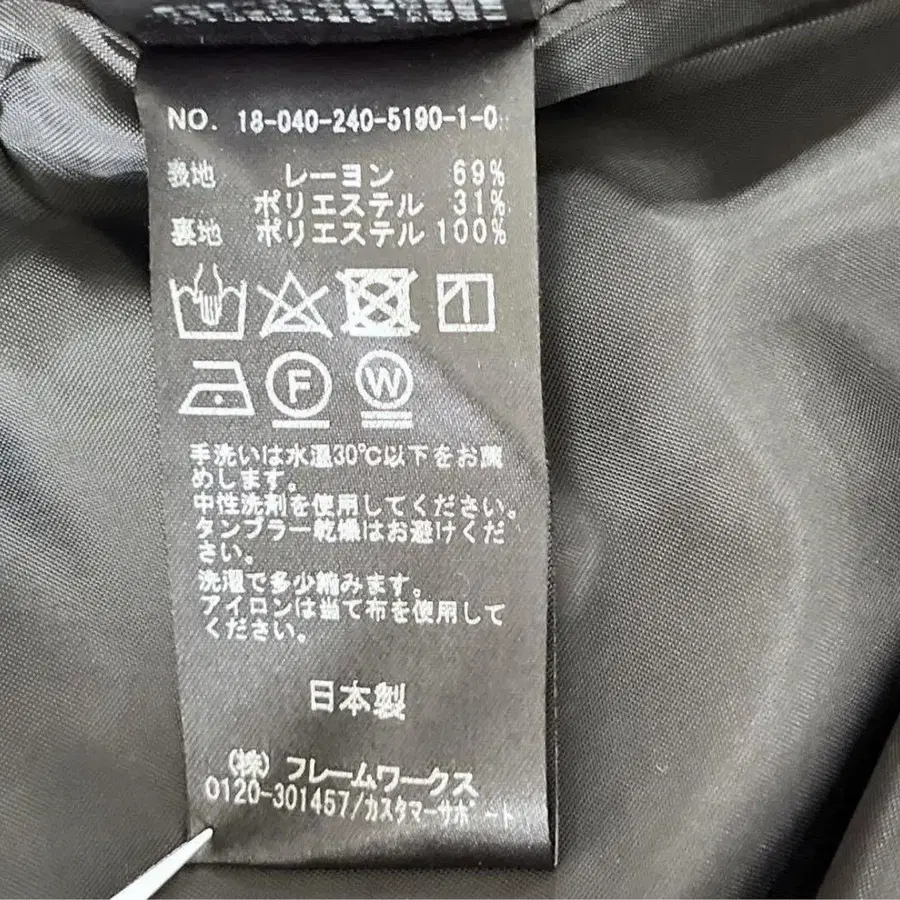 NO. 18-040-240-5190-1-0
表地 レーヨン 69%
ポリエステル 31%
裏地 ポリエステル 100%
F W
手洗いは水温30℃以下をお薦
めします。
中性洗剤を使用してください。
タンブラー乾燥はお避けくだ
さい。
洗濯で多少縮みます。
アイロンは当て布を使用して
ください。
日本製
(株) フレームワークス
0120-301457/カスタマーサポート